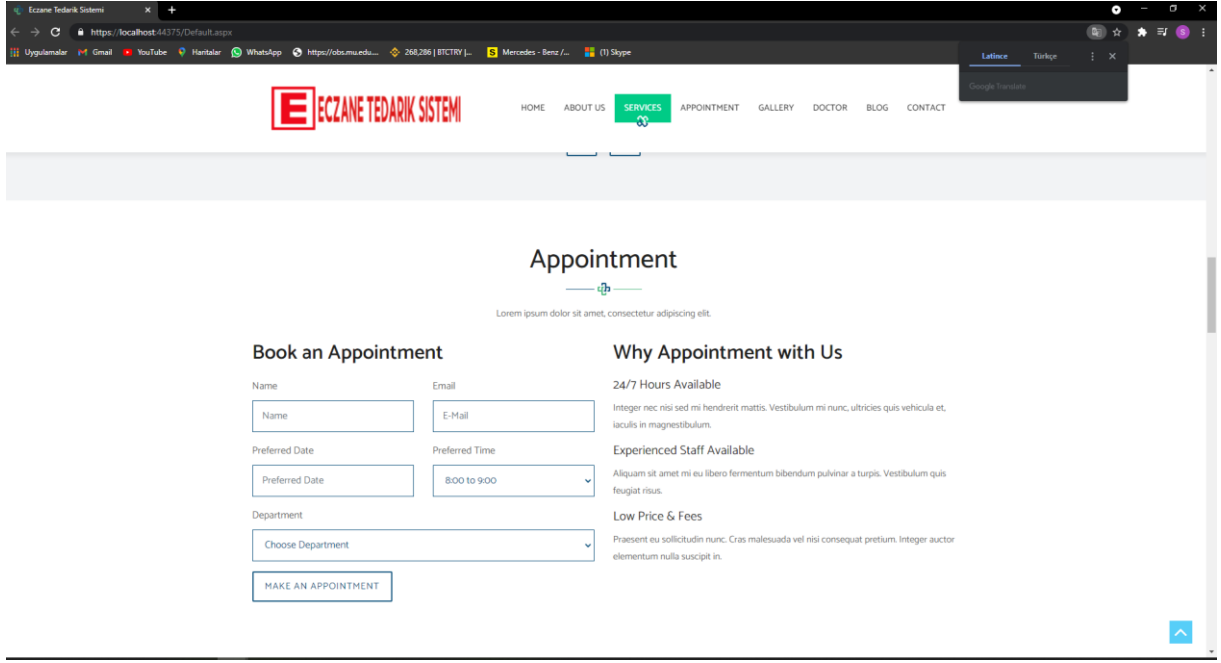 Eczane Tedarik Sistemi
https://localhost:44375/Default.aspx
Uygulamalar Gmail YouTube Haritalar WhatsApp https://obs.mu.edu.... 268,286 | BTCTRY |... S Mercedes - Benz /... (1) Skype
Latince Türkçe
Google Translate
E ECZANE TEDARIK SISTEMI
HOME ABOUT US SERVICES APPOINTMENT GALLERY DOCTOR BLOG CONTACT
Appointment
Lorem ipsum dolor sit amet, consectetur adipiscing elit.
Book an Appointment
Name Email
Name E-Mail
Preferred Date Preferred Time
Preferred Date 8:00 to 9:00
Department
Choose Department
MAKE AN APPOINTMENT
Why Appointment with Us
24/7 Hours Available
Integer nec nisi sed mi hendrerit mattis. Vestibulum mi nunc, ultricies quis vehicula et,
iaculis in magnestibulum.
Experienced Staff Available
Aliquam sit amet mi eu libero fermentum bibendum pulvinar a turpis. Vestibulum quis
feugiat risus.
Low Price & Fees
Praesent eu sollicitudin nunc. Cras malesuada vel nisi consequat pretium. Integer auctor
elementum nulla suscipit in.